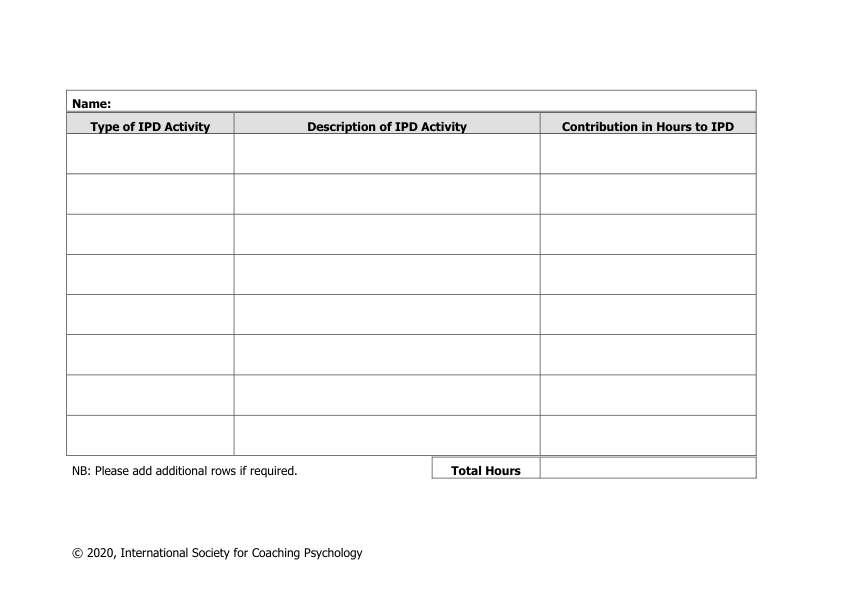 Name:
Type of IPD Activity Description of IPD Activity Contribution in Hours to IPD
NB: Please add additional rows if required. Total Hours
© 2020, International Society for Coaching Psychology